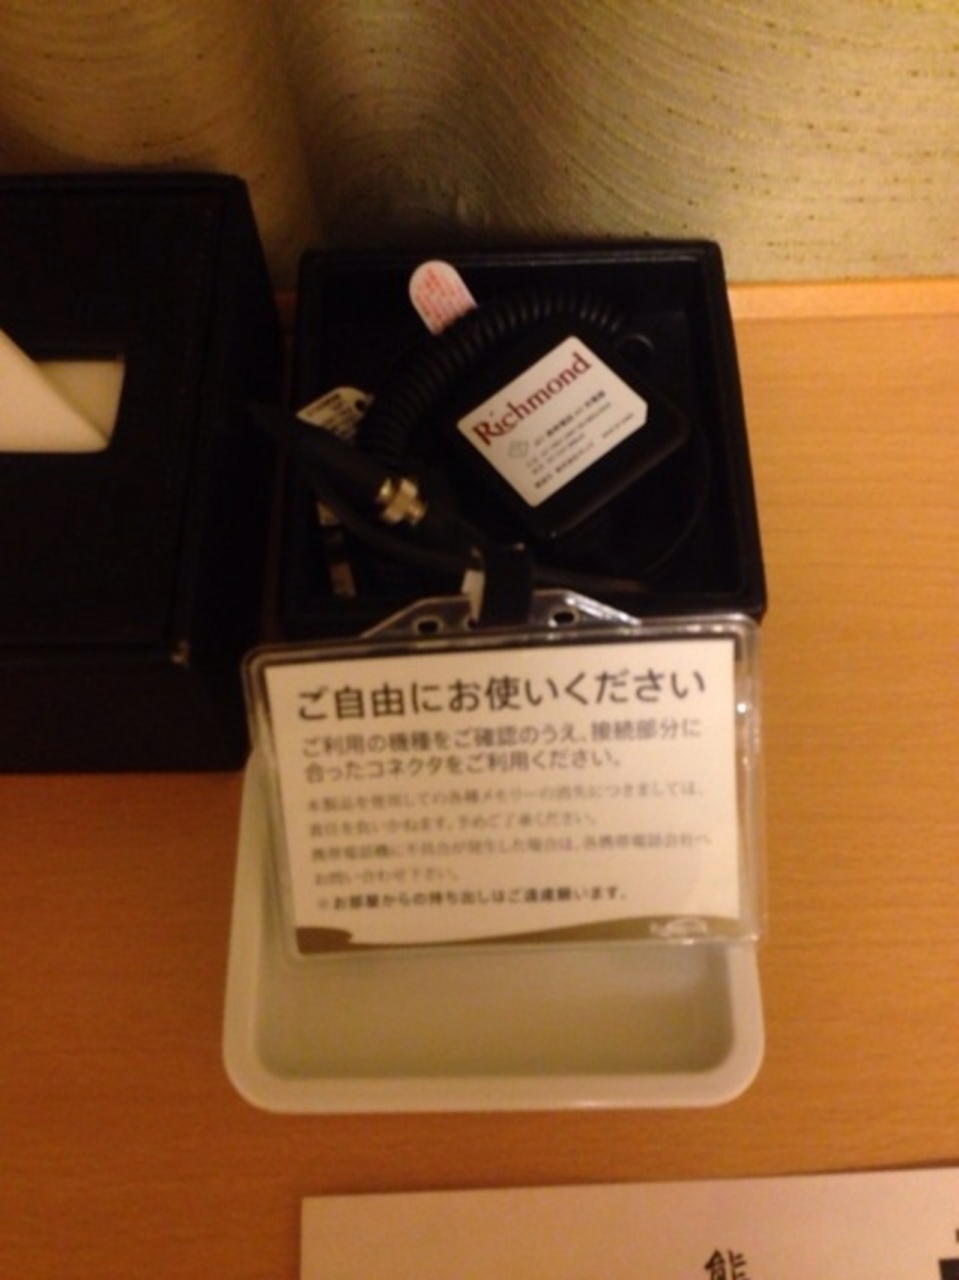 Richmond
ご自由にお使いください
ご利用の機種をご確認のうえ、接続部分に
合ったコネクタをご利用ください。
本製品を使用しての各種メモリーの消失につきましては、
責任を負いかねます。予めご了承ください。
携帯電話機に不具合が発生した場合は、各携帯電話会社へ
お問い合わせ下さい。
※お部屋からの持ち出しはご遠慮願います。
熊